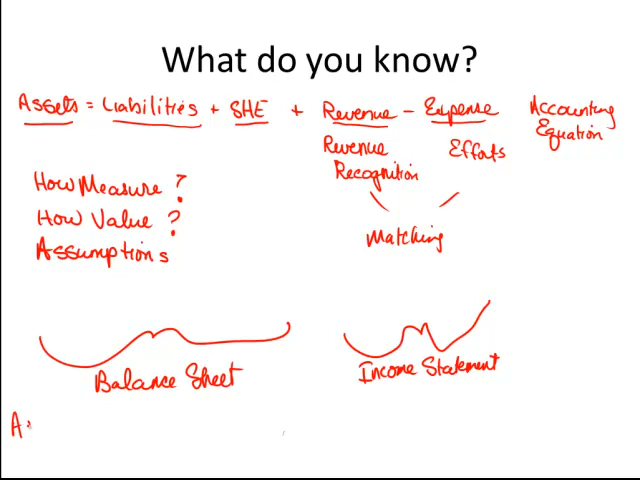 What do you know?
Assets = Liabilities + SHE + Revenue - Expense
Accounting
Equation
Revenue
Recognition
Efforts
How Measure ?
How Value ?
Assumptions
Matching
Balance Sheet
Income Statement
A =